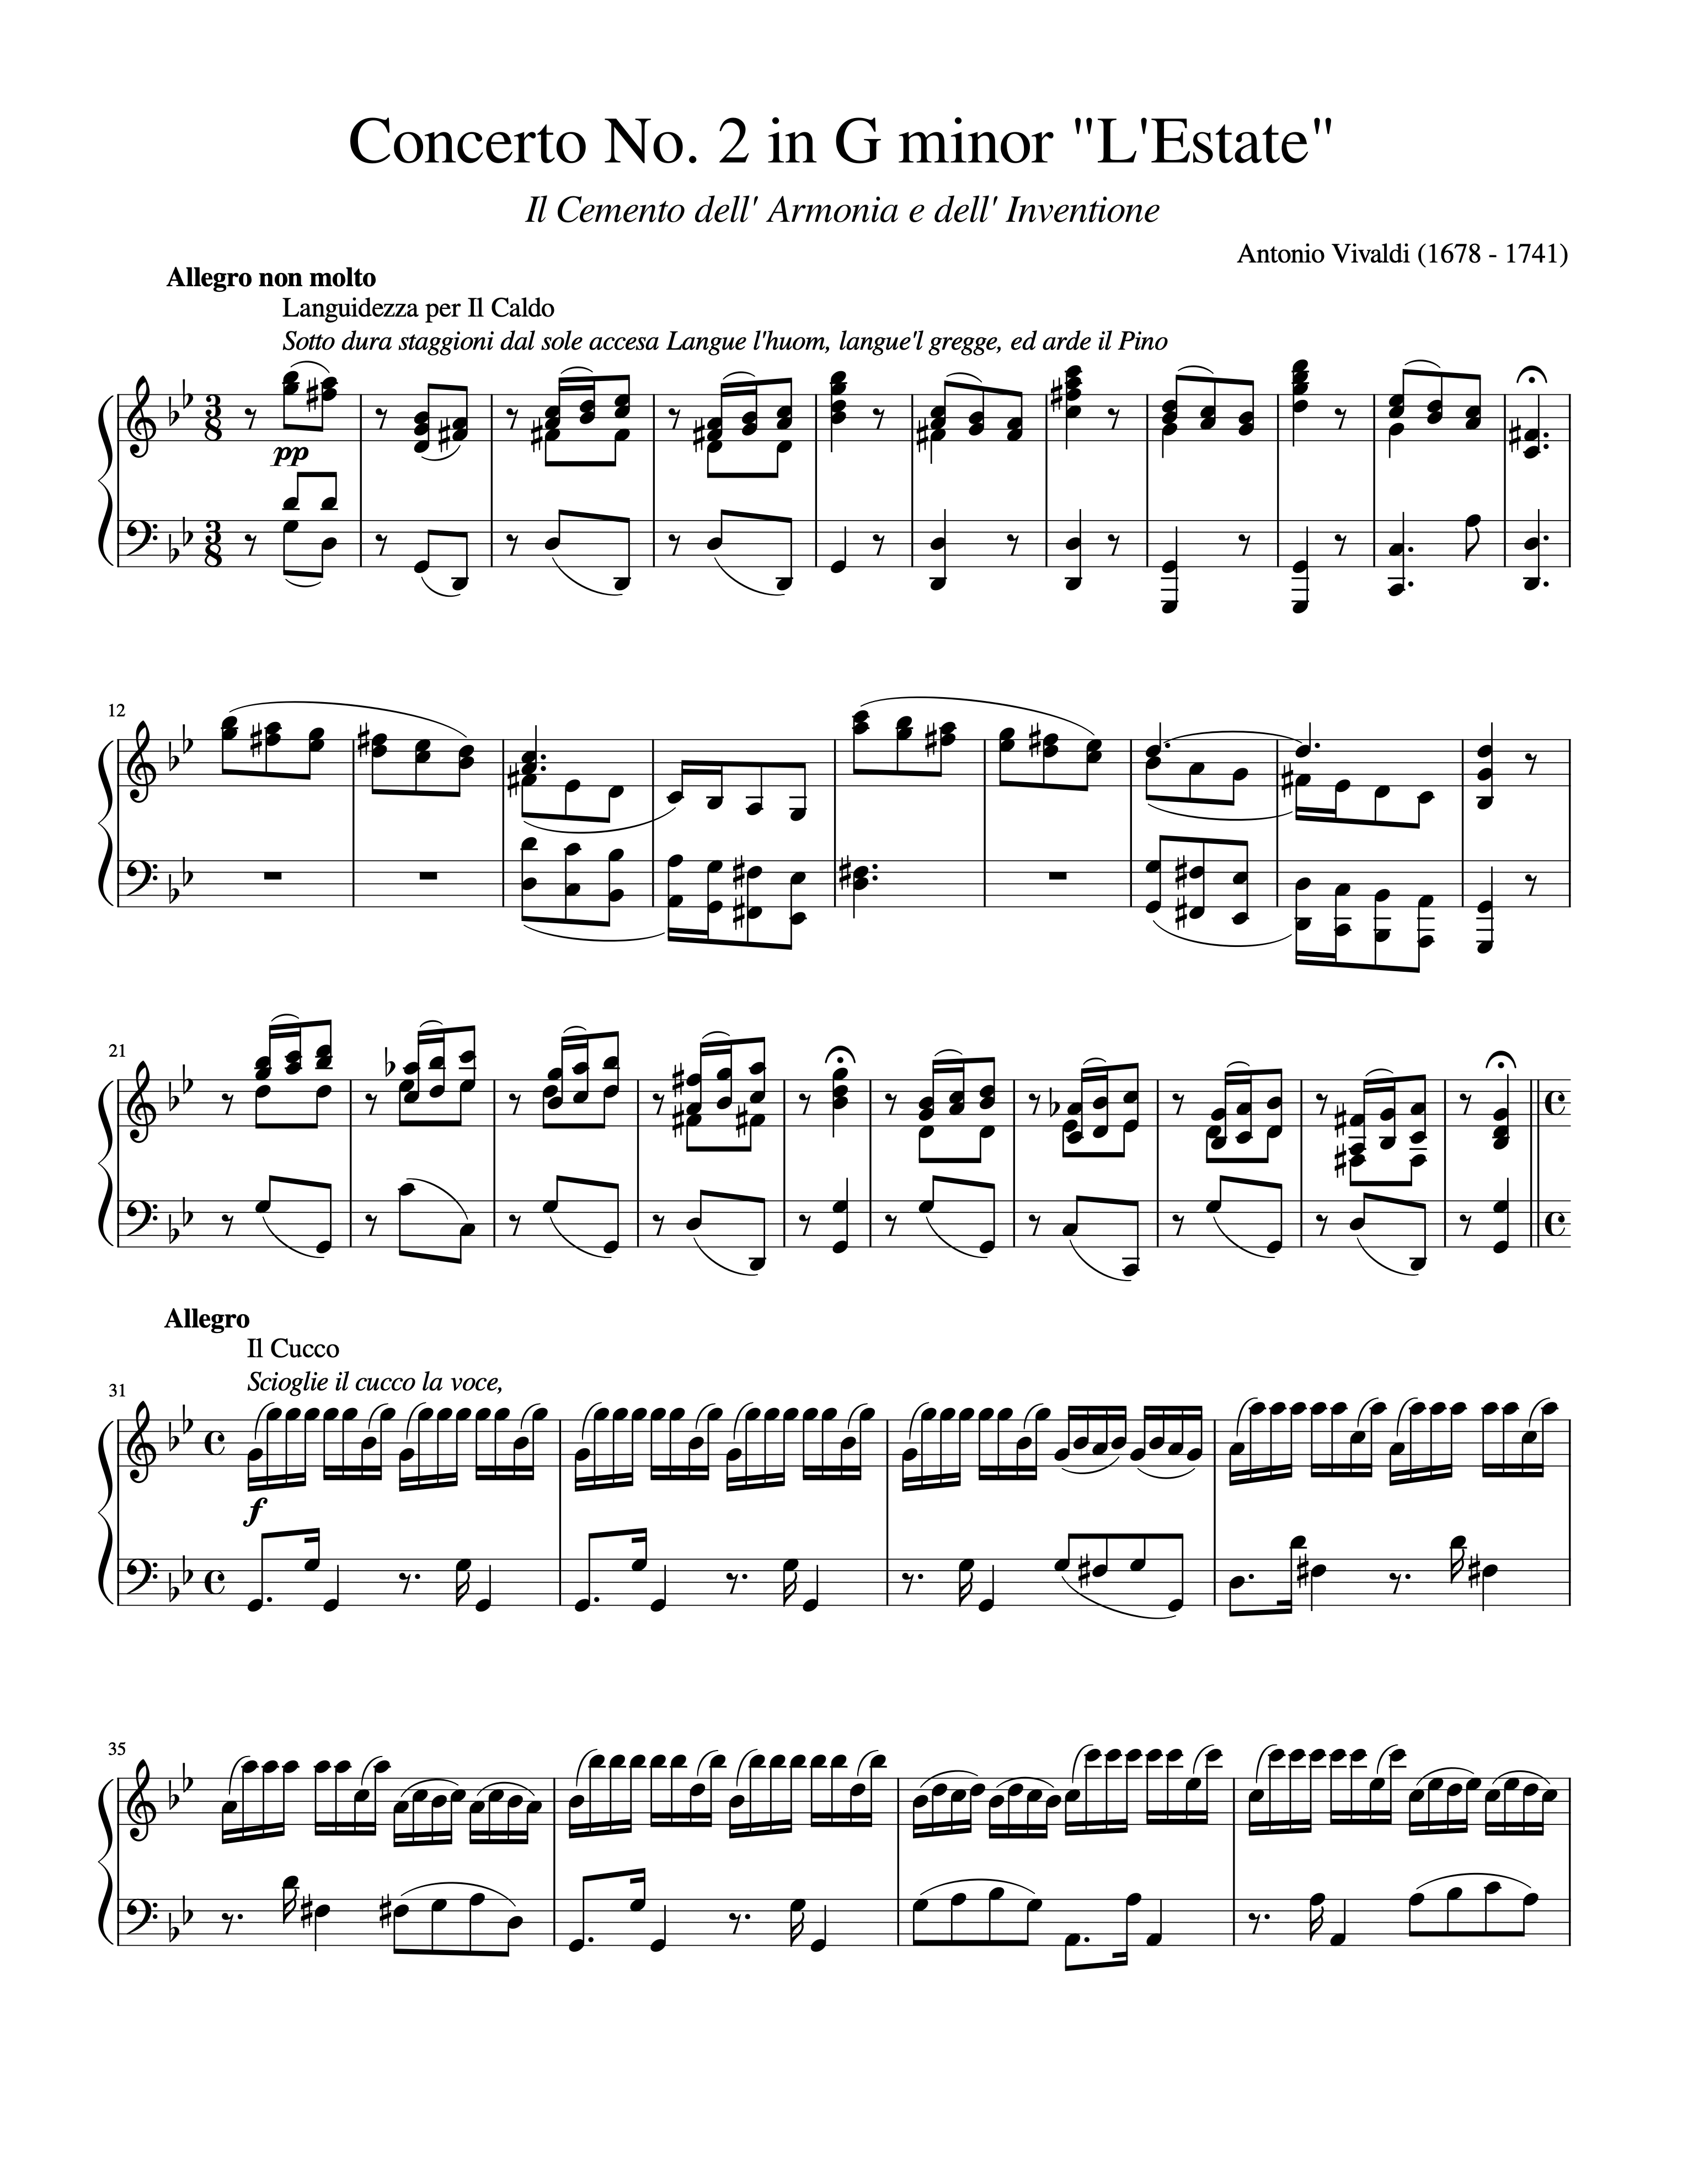 Concerto No. 2 in G minor "L'Estate"
Il Cemento dell' Armonia e dell' Inventione
Antonio Vivaldi (1678 - 1741)
Allegro non molto
Languidezza per Il Caldo
Sotto dura staggioni dal sole accesa Langue l'huom, langue'l gregge, ed arde il Pino
3
8
pp
3
8
12
21
Allegro
Il Cucco
Scioglie il cucco la voce,
31
f
35